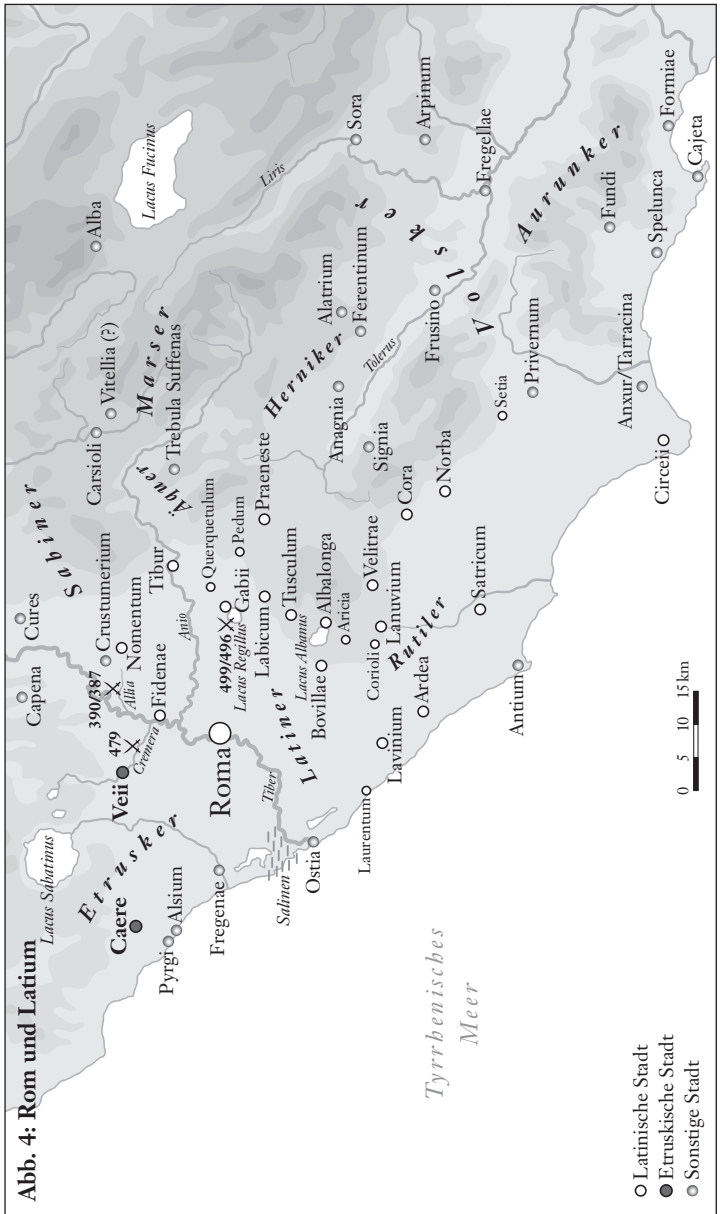 Abb. 4: Rom und Latium
Lacus Sabatinus
Etrusker
Caere
Pyrgi
Alsium
Fregenae
Veii
479
Cremera
390/387
Allia
Capena
Cures
Sabiner
Crustumerium
Nomentum
Fidenae
Tibur
Anio
Roma
Tiber
Salinen
Ostia
Latiner
Laurentum
Lavinium
Ardea
Rutiler
Corioli
Lanuvium
Bovillae
Lacus Albanus
Aricia
Albalonga
Tusculum
Labicum
Lacus Regillus
499/496
Gabii
Querquetulum
Pedum
Praeneste
Velitrae
Cora
Norba
Satricum
Antium
Äquer
Trebula Suffenas
Carsioli
Vitellia (?)
Marser
Alba
Lacus Fucinus
Liris
Herniker
Anagnia
Signia
Alatrium
Ferentinum
Tolerus
Frusino
Volsker
Sora
Arpinum
Fregellae
Setia
Privernum
Circeii
Anxur/Tarracina
Aurunker
Fundi
Spelunca
Formiae
Cajeta
Tyrrhenisches
Meer
0 5 10 15 km
Latinische Stadt
Etruskische Stadt
Sonstige Stadt